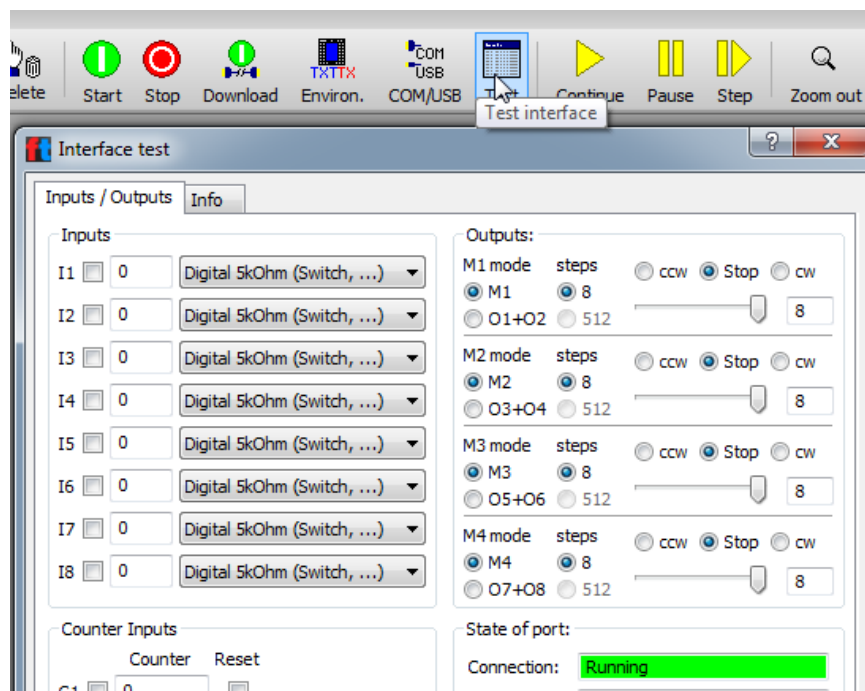 COM
USB
TXTTX
elete Start Stop Download Environ. COM/USB Test Continue Pause Step Zoom out
Test interface
ft Interface test
Inputs / Outputs Info
Inputs
I1 0 Digital 5kOhm (Switch, ...)
I2 0 Digital 5kOhm (Switch, ...)
I3 0 Digital 5kOhm (Switch, ...)
I4 0 Digital 5kOhm (Switch, ...)
I5 0 Digital 5kOhm (Switch, ...)
I6 0 Digital 5kOhm (Switch, ...)
I7 0 Digital 5kOhm (Switch, ...)
I8 0 Digital 5kOhm (Switch, ...)
Outputs:
M1 mode steps ccw Stop cw
M1 8
O1+O2 512 8
M2 mode steps ccw Stop cw
M2 8
O3+O4 512 8
M3 mode steps ccw Stop cw
M3 8
O5+O6 512 8
M4 mode steps ccw Stop cw
M4 8
O7+O8 512 8
Counter Inputs
Counter Reset
C1 0
State of port:
Connection: Running